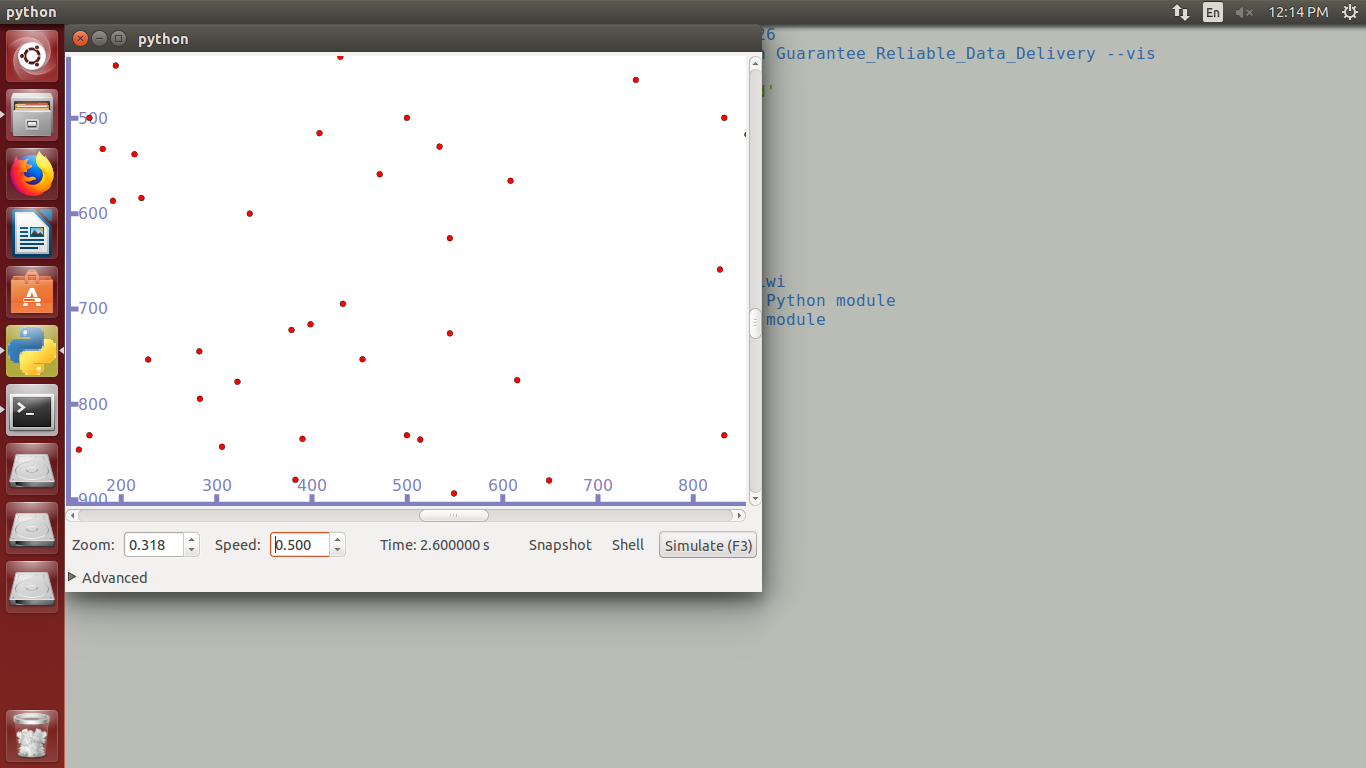 python
En
12:14 PM
python
26
Guarantee_Reliable_Data_Delivery --vis
500
600
iwi
Python module
700
module
800
900
200 300 400 500 600 700 800
Zoom: 0.318 Speed: 0.500 Time: 2.600000 s Snapshot Shell Simulate (F3)
Advanced